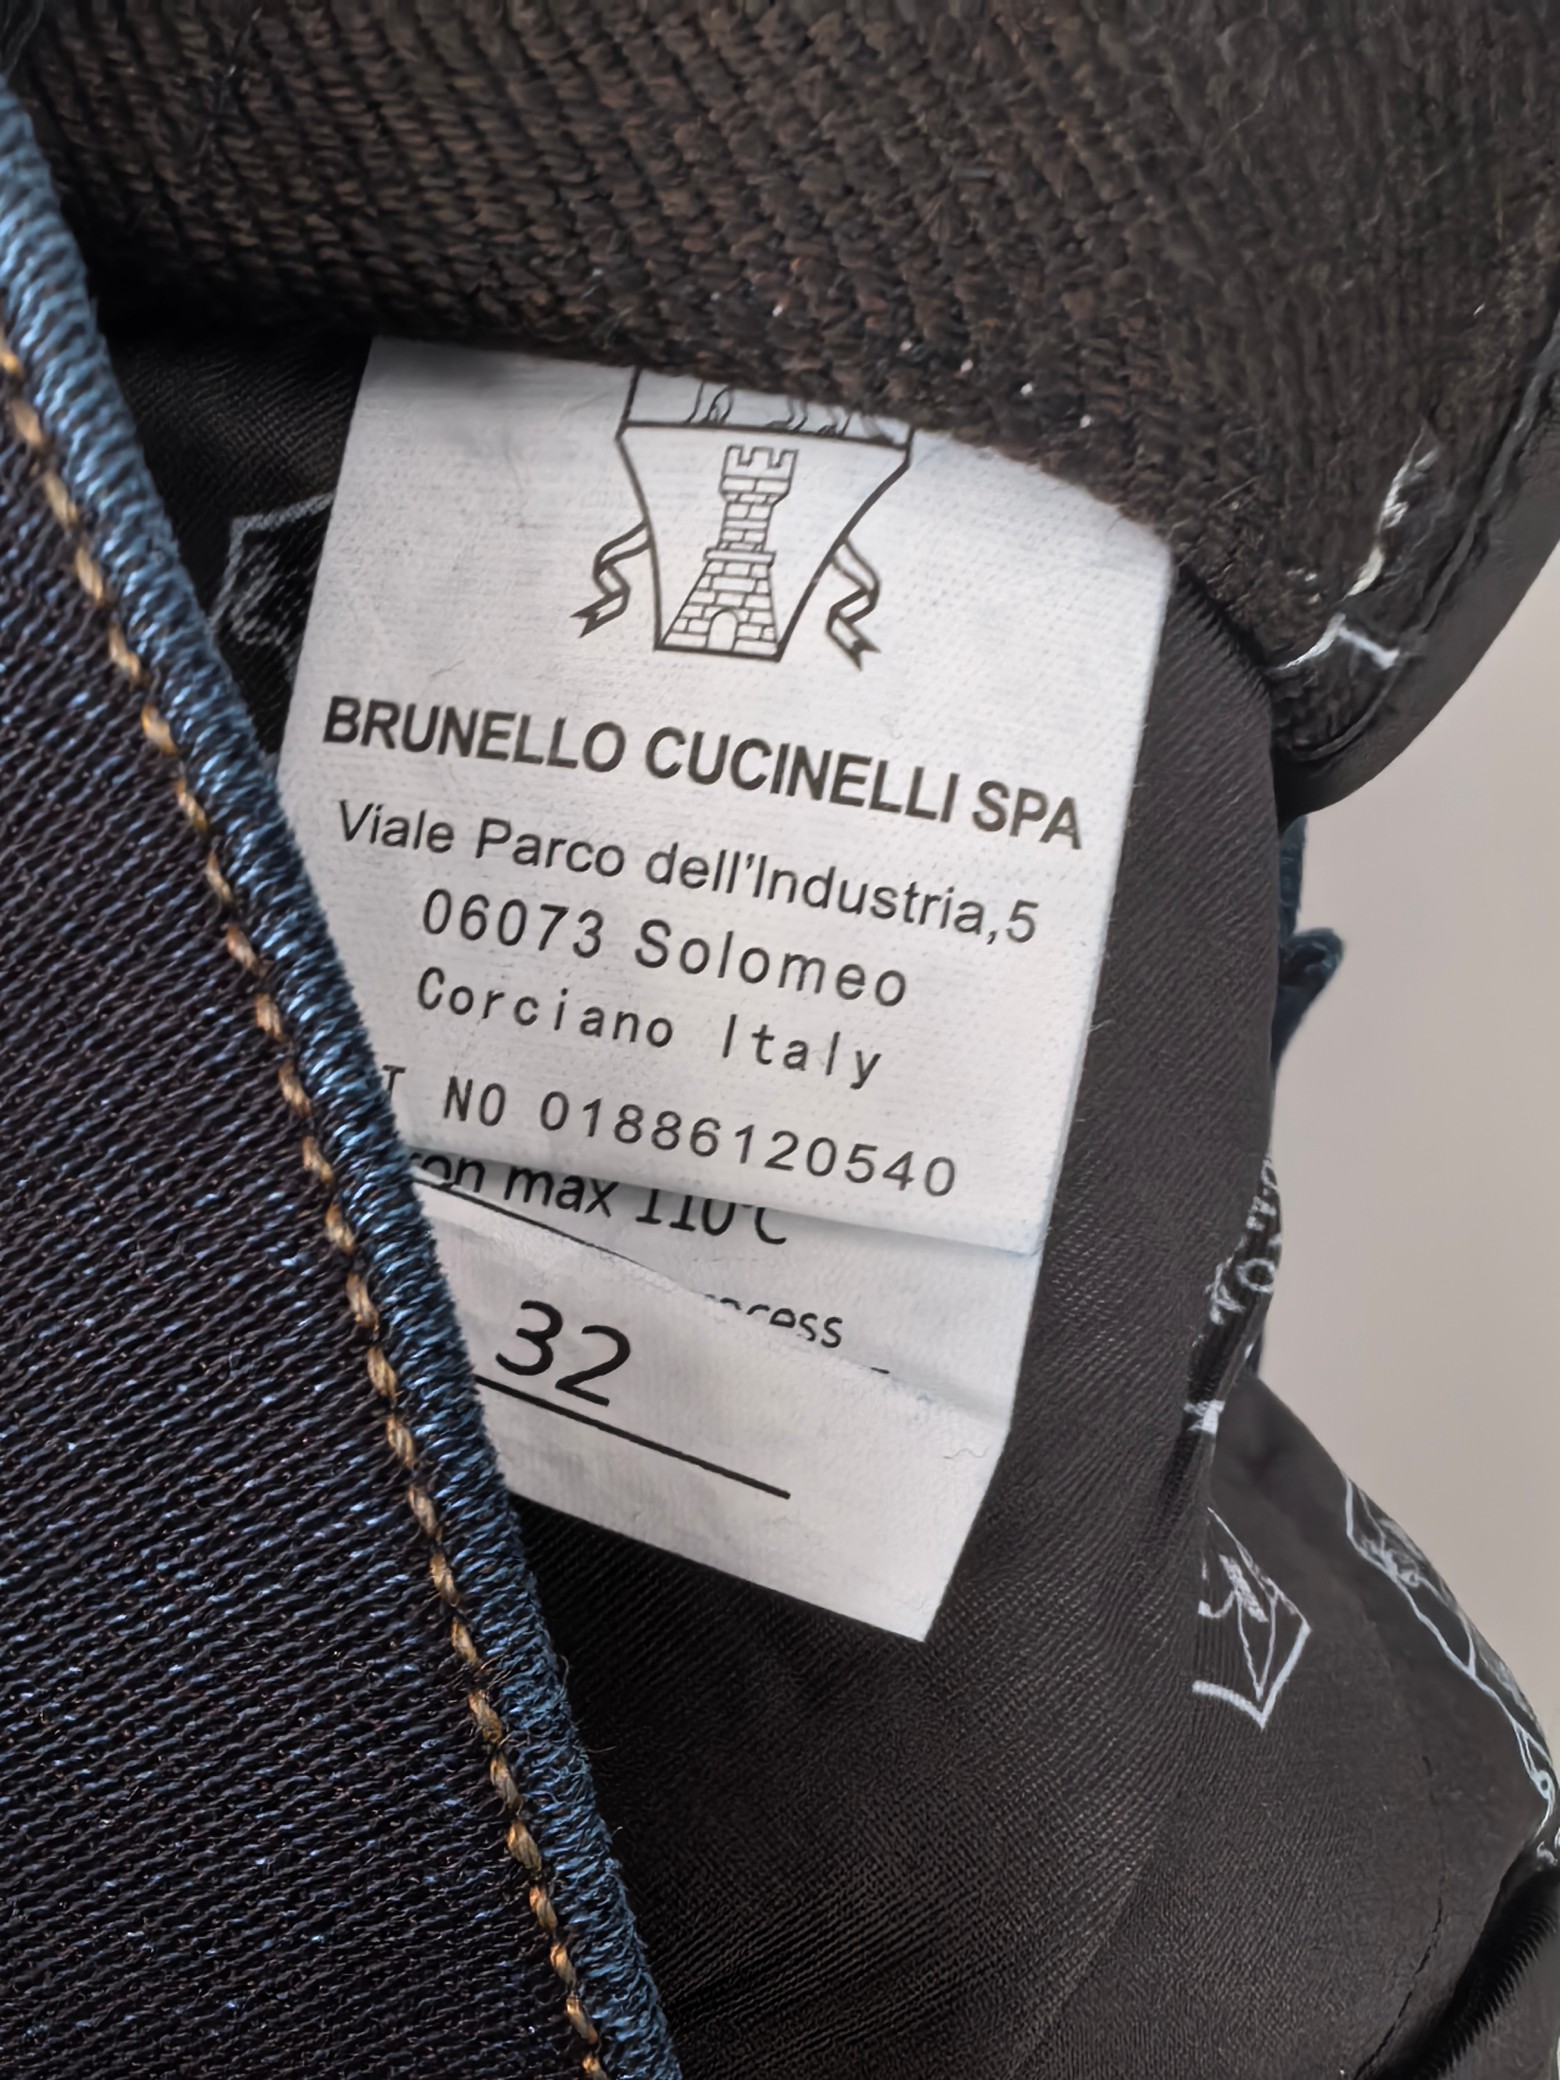 BRUNELLO CUCINELLI SPA
Viale Parco dell'Industria,5
06073 Solomeo
Corciano Italy
T NO 01886120540
max 110°C
32